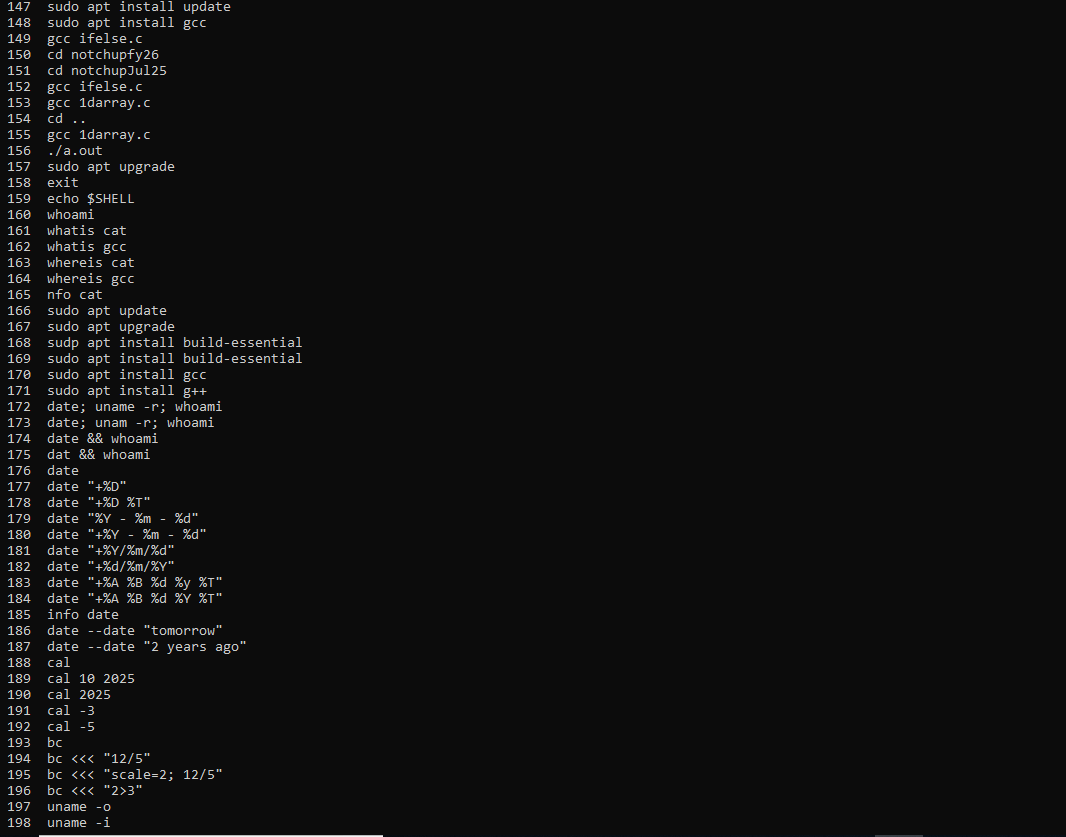 147 sudo apt install update
148 sudo apt install gcc
149 gcc ifelse.c
150 cd notchupfy26
151 cd notchupJul25
152 gcc ifelse.c
153 gcc 1darray.c
154 cd ..
155 gcc 1darray.c
156 ./a.out
157 sudo apt upgrade
158 exit
159 echo $SHELL
160 whoami
161 whatis cat
162 whatis gcc
163 whereis cat
164 whereis gcc
165 nfo cat
166 sudo apt update
167 sudo apt upgrade
168 sudp apt install build-essential
169 sudo apt install build-essential
170 sudo apt install gcc
171 sudo apt install g++
172 date; uname -r; whoami
173 date; unam -r; whoami
174 date && whoami
175 dat && whoami
176 date
177 date "+%D"
178 date "+%D %T"
179 date "%Y - %m - %d"
180 date "+%Y - %m - %d"
181 date "+%Y/%m/%d"
182 date "+%d/%m/%Y"
183 date "+%A %B %d %y %T"
184 date "+%A %B %d %Y %T"
185 info date
186 date --date "tomorrow"
187 date --date "2 years ago"
188 cal
189 cal 10 2025
190 cal 2025
191 cal -3
192 cal -5
193 bc
194 bc <<< "12/5"
195 bc <<< "scale=2; 12/5"
196 bc <<< "2>3"
197 uname -o
198 uname -i